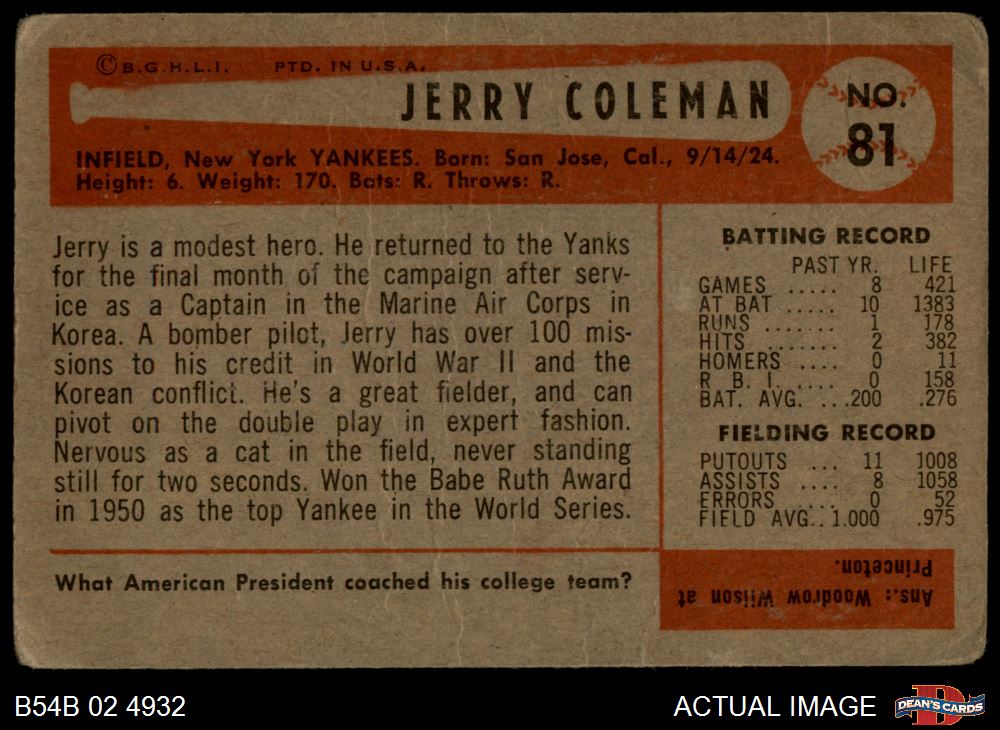 © B.G.H.L.I. PTD. IN U.S.A.
JERRY COLEMAN
NO.
81
INFIELD, New York YANKEES. Born: San Jose, Cal., 9/14/24.
Height: 6. Weight: 170. Bats: R. Throws: R.
Jerry is a modest hero. He returned to the Yanks
for the final month of the campaign after serv-
ice as a Captain in the Marine Air Corps in
Korea. A bomber pilot, Jerry has over 100 mis-
sions to his credit in World War II and the
Korean conflict. He's a great fielder, and can
pivot on the double play in expert fashion.
Nervous as a cat in the field, never standing
still for two seconds. Won the Babe Ruth Award
in 1950 as the top Yankee in the World Series.
BATTING RECORD
PAST YR. LIFE
GAMES ..... 8 421
AT BAT ..... 10 1383
RUNS ....... 1 178
HITS ....... 2 382
HOMERS .... 0 11
R. B. I. .... 0 158
BAT. AVG. ...200 .276
FIELDING RECORD
PUTOUTS ... 11 1008
ASSISTS .... 8 1058
ERRORS .... 0 52
FIELD AVG.. 1.000 .975
What American President coached his college team?
Ans.: Woodrow Wilson at
Princeton.
B54B 02 4932
ACTUAL IMAGE
D
DEAN'S CARDS